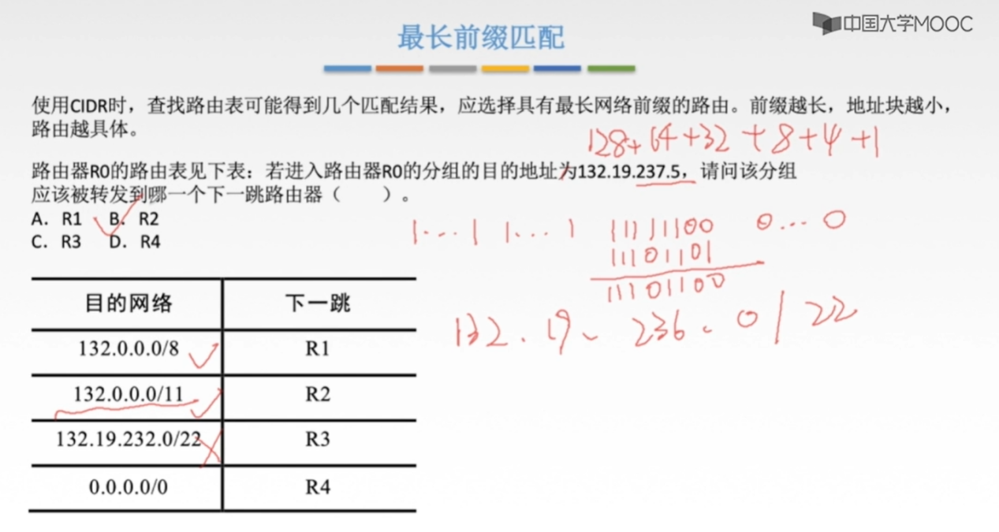 中国大学MOOC
最长前缀匹配
使用CIDR时，查找路由表可能得到几个匹配结果，应选择具有最长网络前缀的路由。前缀越长，地址块越小，
路由越具体。
128+64+32+8+4+1
路由器R0的路由表见下表：若进入路由器R0的分组的目的地址为132.19.237.5，请问该分组
应该被转发到哪一个下一跳路由器（　　）。
A. R1 B. R2
C. R3 D. R4
1...1 1...1 11111100 0...0
11101101
11101100
132.19.236.0/22
目的网络 下一跳
132.0.0.0/8 R1
132.0.0.0/11 R2
132.19.232.0/22 R3
0.0.0.0/0 R4